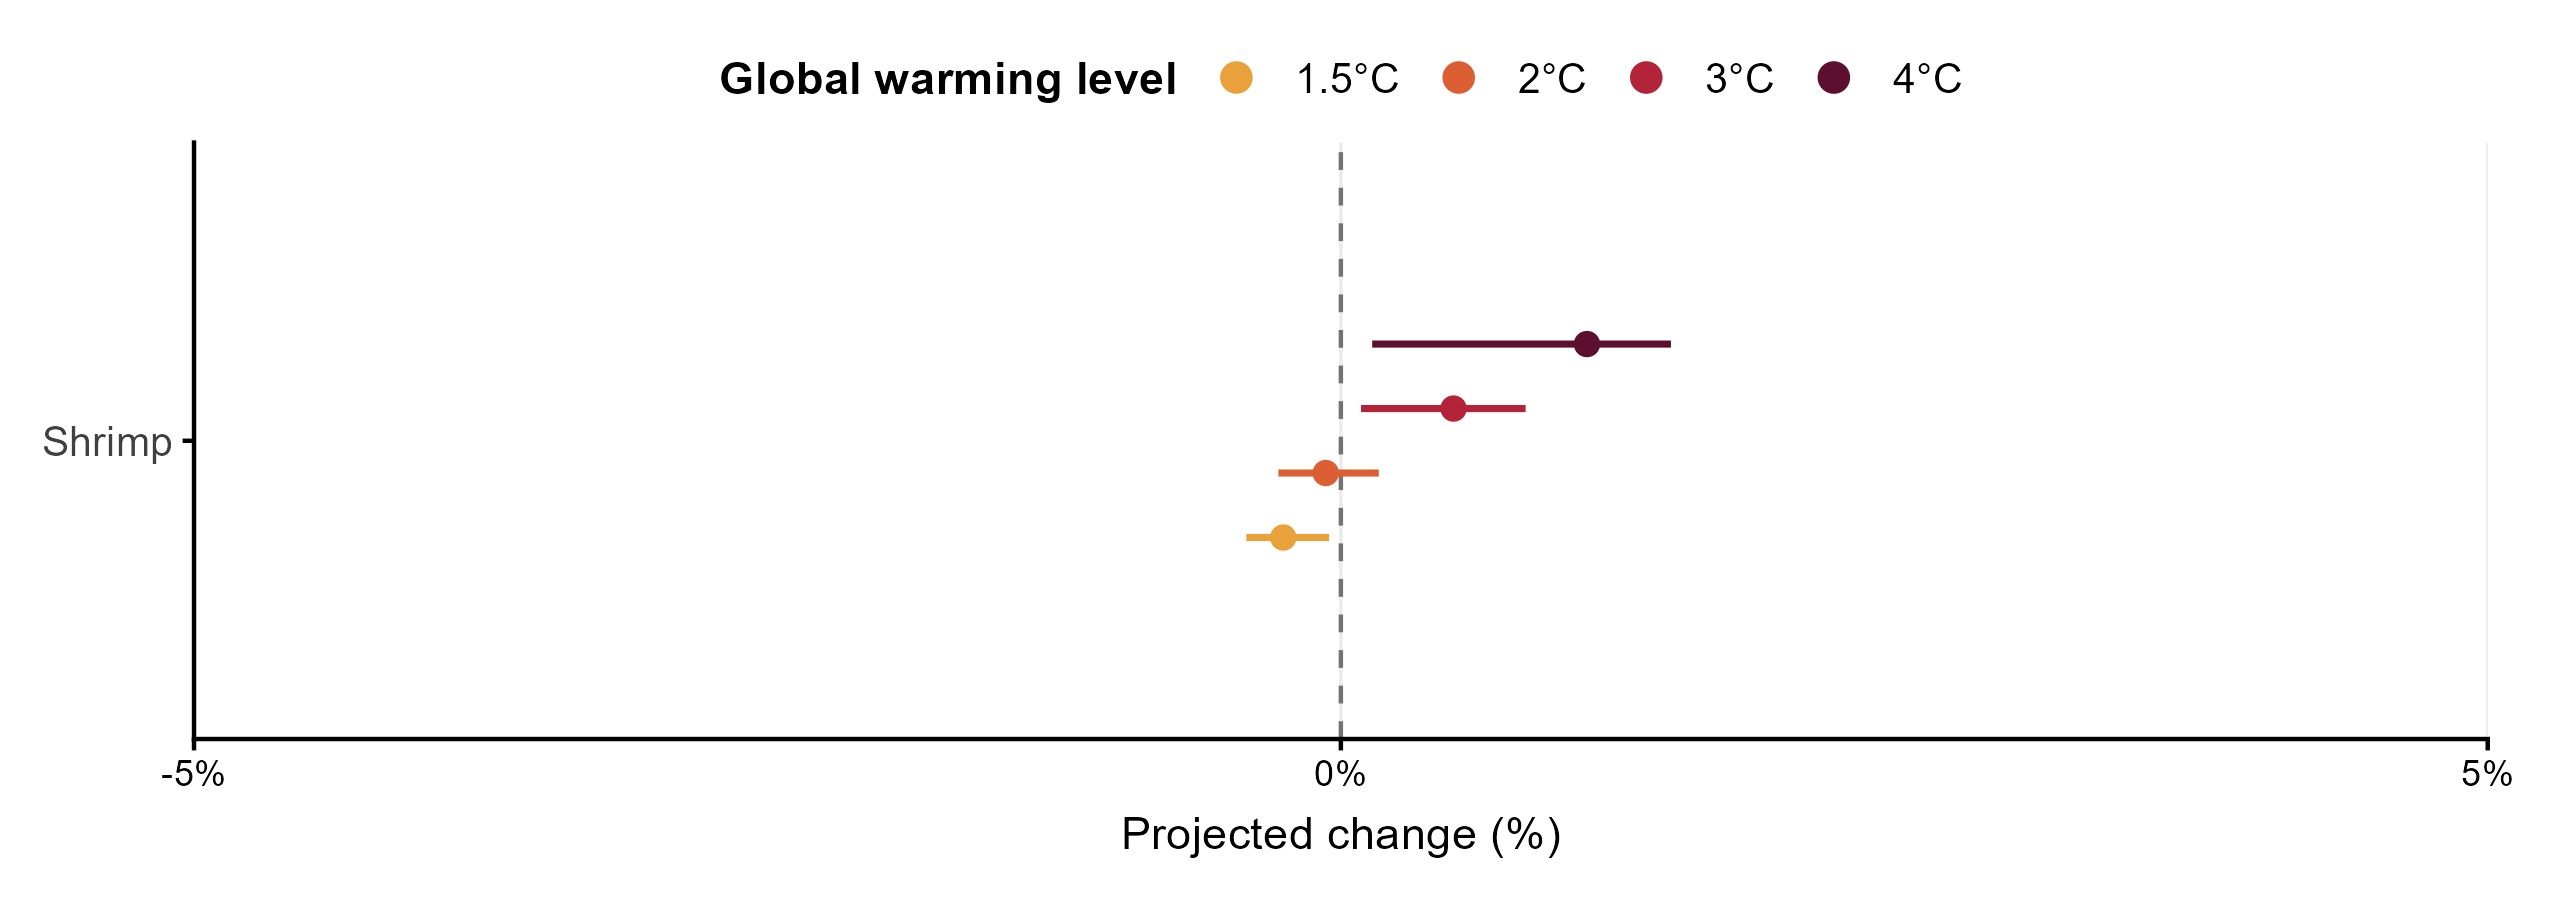 Global warming level 1.5°C 2°C 3°C 4°C
Shrimp
-5% 0% 5%
Projected change (%)